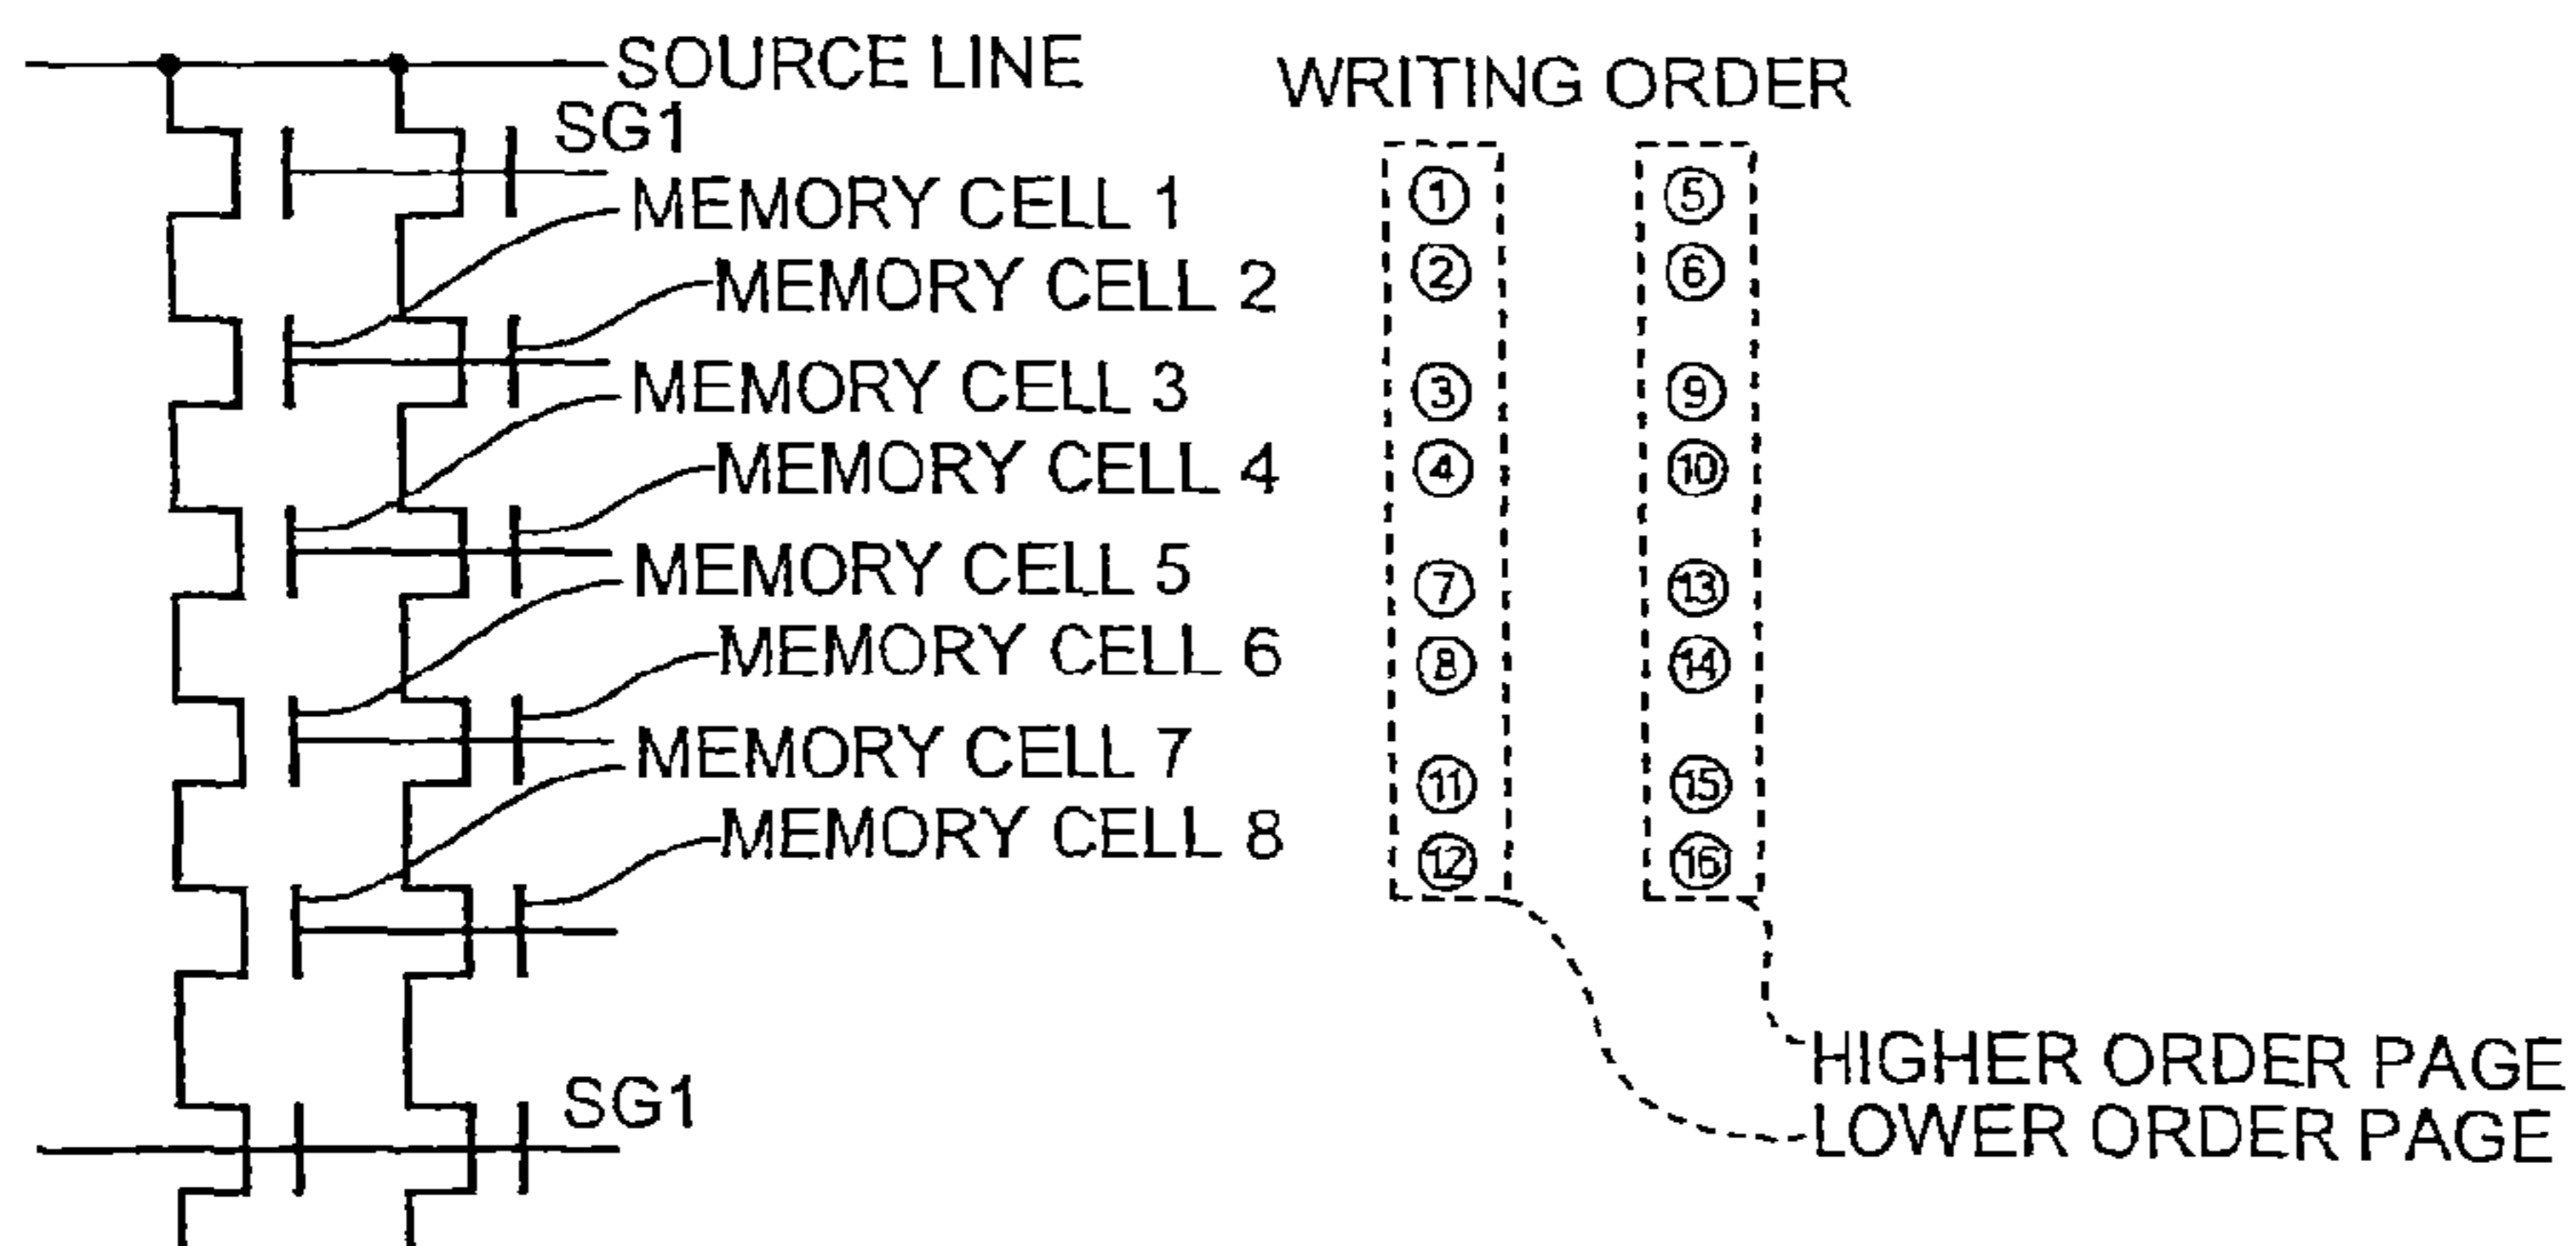 SOURCE LINE
WRITING ORDER
SG1
MEMORY CELL 1 ① ⑤
MEMORY CELL 2 ② ⑥
MEMORY CELL 3 ③ ⑨
MEMORY CELL 4 ④ ⑩
MEMORY CELL 5 ⑦ ⑬
MEMORY CELL 6 ⑧ ⑭
MEMORY CELL 7 ⑪ ⑮
MEMORY CELL 8 ⑫ ⑯
HIGHER ORDER PAGE
SG1
LOWER ORDER PAGE